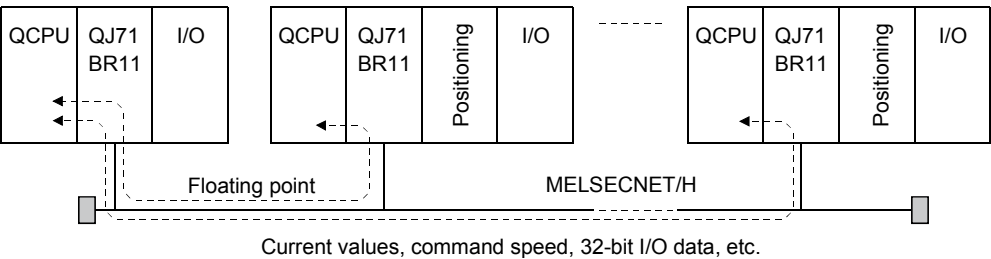 QCPU QJ71 BR11 I/O
QCPU QJ71 BR11 Positioning I/O
QCPU QJ71 BR11 Positioning I/O
Floating point
MELSECNET/H
Current values, command speed, 32-bit I/O data, etc.